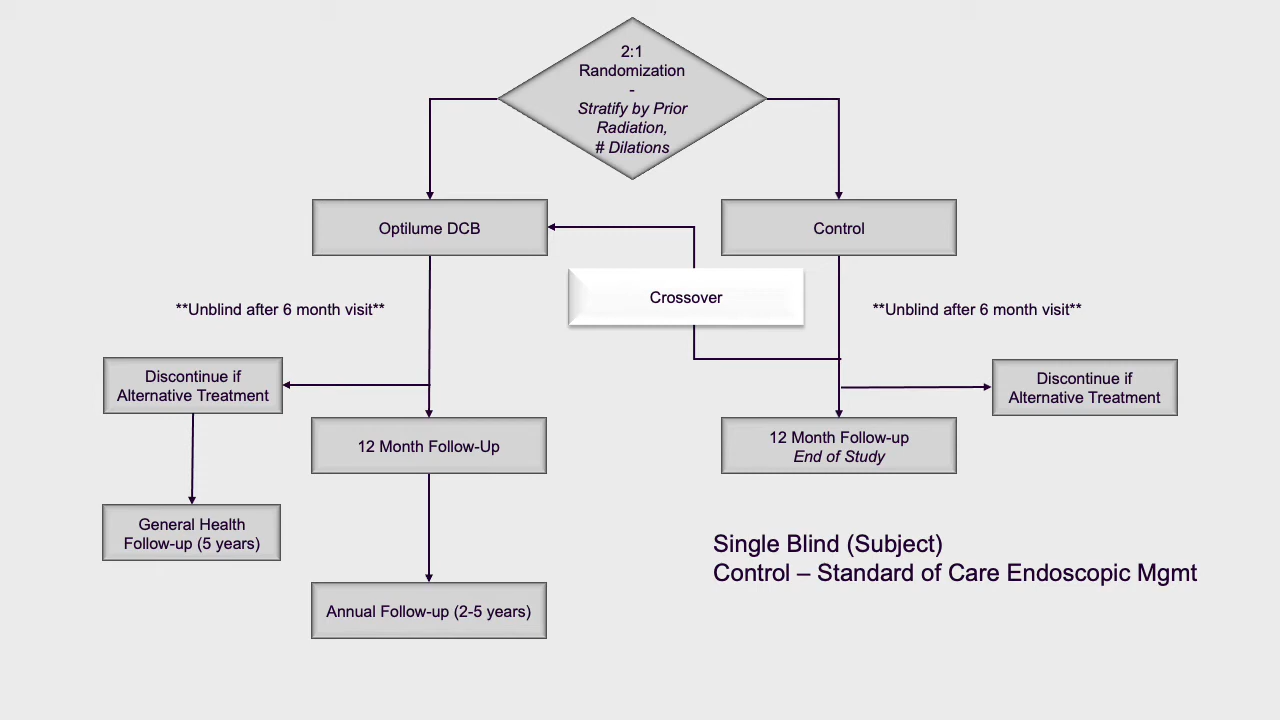 2:1
Randomization
-
Stratify by Prior
Radiation,
# Dilations
Optilume DCB
Control
Crossover
**Unblind after 6 month visit**
**Unblind after 6 month visit**
Discontinue if
Alternative Treatment
Discontinue if
Alternative Treatment
12 Month Follow-Up
12 Month Follow-up
End of Study
General Health
Follow-up (5 years)
Single Blind (Subject)
Control – Standard of Care Endoscopic Mgmt
Annual Follow-up (2-5 years)